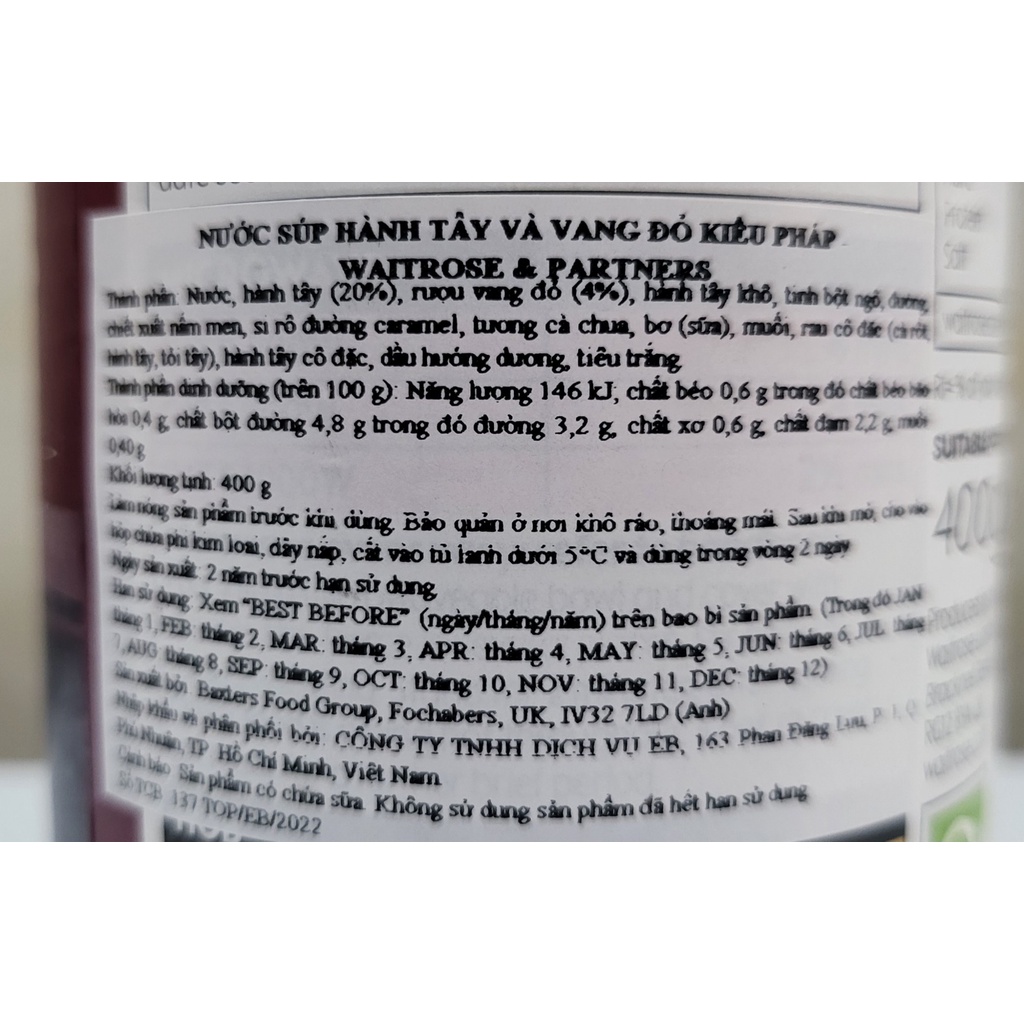 NƯỚC SÚP HÀNH TÂY VÀ VANG ĐỎ KIỂU PHÁP
WAITROSE & PARTNERS
Thành phần: Nước, hành tây (20%), rượu vang đỏ (4%), hành tây khô, tinh bột ngô, đường,
chiết xuất nấm men, si rô đường caramel, tương cà chua, bơ (sữa), muối, rau cô đặc (cà rốt,
hành tây, tỏi tây), hành tây cô đặc, dầu hướng dương, tiêu trắng.
Thành phần dinh dưỡng (trên 100 g): Năng lượng 146 kJ; chất béo 0,6 g trong đó chất béo bão
hòa 0,4 g, chất bột đường 4,8 g trong đó đường 3,2 g, chất xơ 0,6 g, chất đạm 2,2 g, muối
0,40 g
Khối lượng tịnh: 400 g
Làm nóng sản phẩm trước khi dùng. Bảo quản ở nơi khô ráo, thoáng mát. Sau khi mở, cho vào
hộp chứa phi kim loại, đậy nắp, cất vào tủ lạnh dưới 5°C và dùng trong vòng 2 ngày
Ngày sản xuất: 2 năm trước hạn sử dụng
Hạn sử dụng: Xem "BEST BEFORE" (ngày/tháng/năm) trên bao bì sản phẩm. (Trong đó JAN:
tháng 1, FEB: tháng 2, MAR: tháng 3, APR: tháng 4, MAY: tháng 5, JUN: tháng 6, JUL: tháng
7, AUG: tháng 8, SEP: tháng 9, OCT: tháng 10, NOV: tháng 11, DEC: tháng 12)
Sản xuất bởi: Baxters Food Group, Fochabers, UK, IV32 7LD (Anh)
Nhập khẩu và phân phối bởi: CÔNG TY TNHH DỊCH VỤ EB, 163 Phan Đăng Lưu, P. 1, Q.
Phú Nhuận, TP. Hồ Chí Minh, Việt Nam
Cảnh báo: Sản phẩm có chứa sữa. Không sử dụng sản phẩm đã hết hạn sử dụng
Số TCB: 137 TOP/EB/2022
400